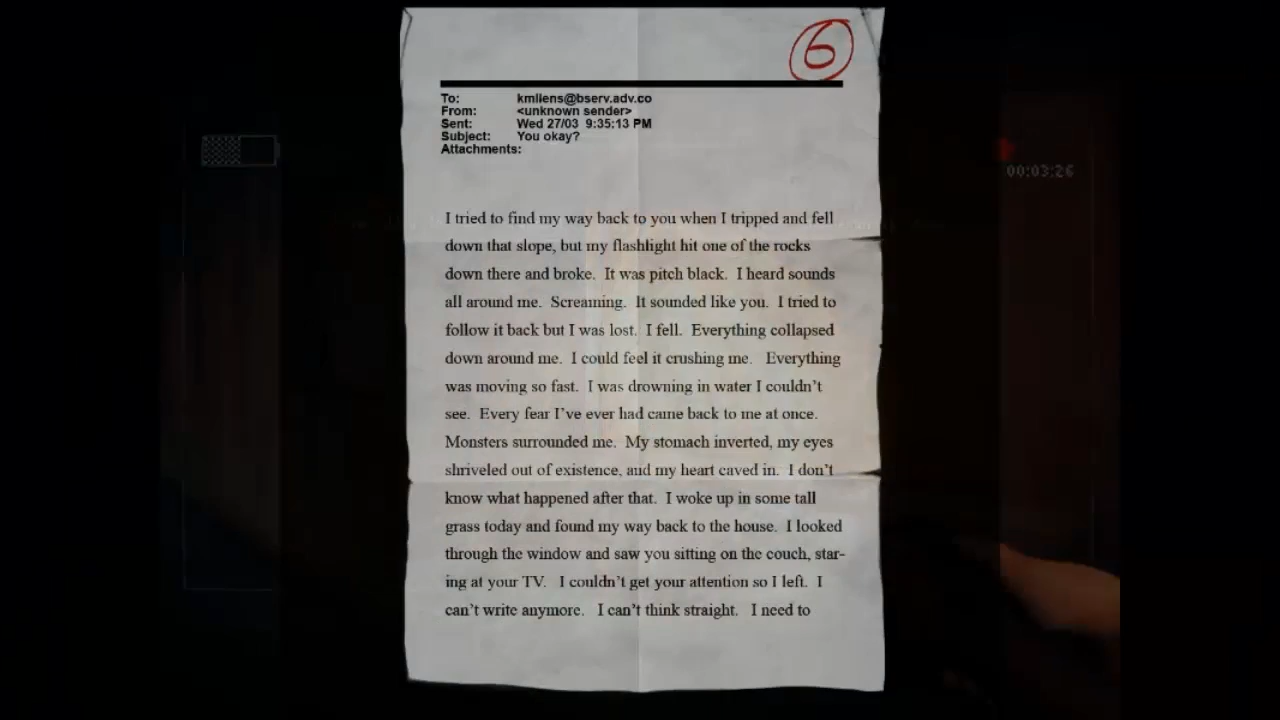 6
To: kmllens@bserv.adv.co
From: <unknown sender>
Sent: Wed 27/03 9:35:13 PM
Subject: You okay?
Attachments:
00:03:26
I tried to find my way back to you when I tripped and fell
down that slope, but my flashlight hit one of the rocks
down there and broke. It was pitch black. I heard sounds
all around me. Screaming. It sounded like you. I tried to
follow it back but I was lost. I fell. Everything collapsed
down around me. I could feel it crushing me. Everything
was moving so fast. I was drowning in water I couldn't
see. Every fear I've ever had came back to me at once.
Monsters surrounded me. My stomach inverted, my eyes
shriveled out of existence, and my heart caved in. I don't
know what happened after that. I woke up in some tall
grass today and found my way back to the house. I looked
through the window and saw you sitting on the couch, star-
ing at your TV. I couldn't get your attention so I left. I
can't write anymore. I can't think straight. I need to